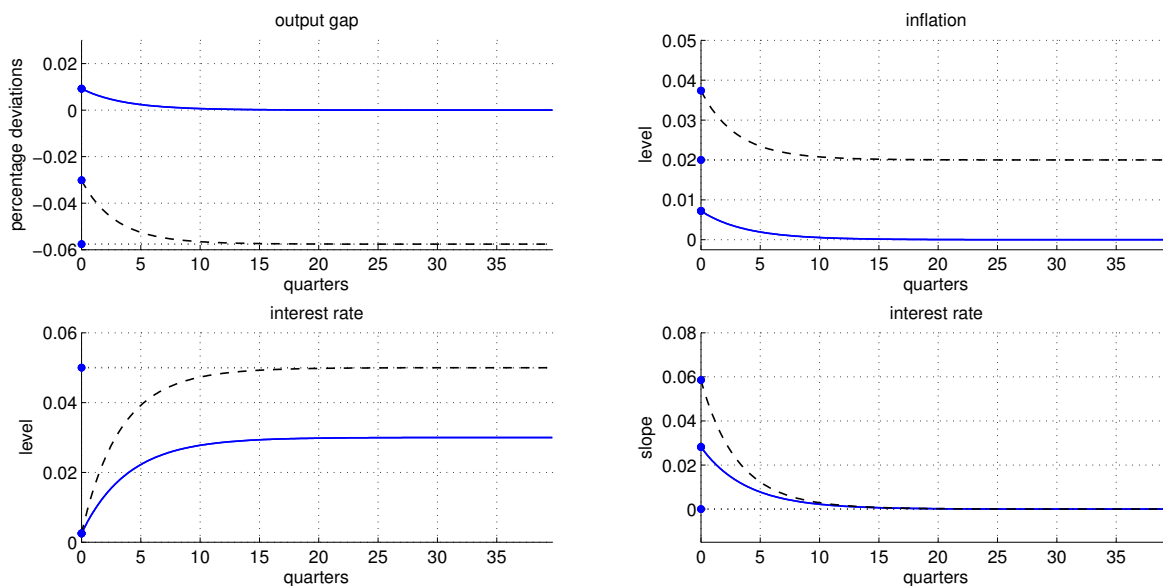 output gap
percentage deviations
0.02
0
−0.02
−0.04
−0.06
0 5 10 15 20 25 30 35
quarters
inflation
level
0.05
0.04
0.03
0.02
0.01
0
0 5 10 15 20 25 30 35
quarters
interest rate
level
0.06
0.04
0.02
0
0 5 10 15 20 25 30 35
quarters
interest rate
slope
0.08
0.06
0.04
0.02
0
0 5 10 15 20 25 30 35
quarters